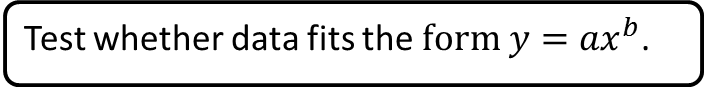 Test whether data fits the form $y = ax^b$.